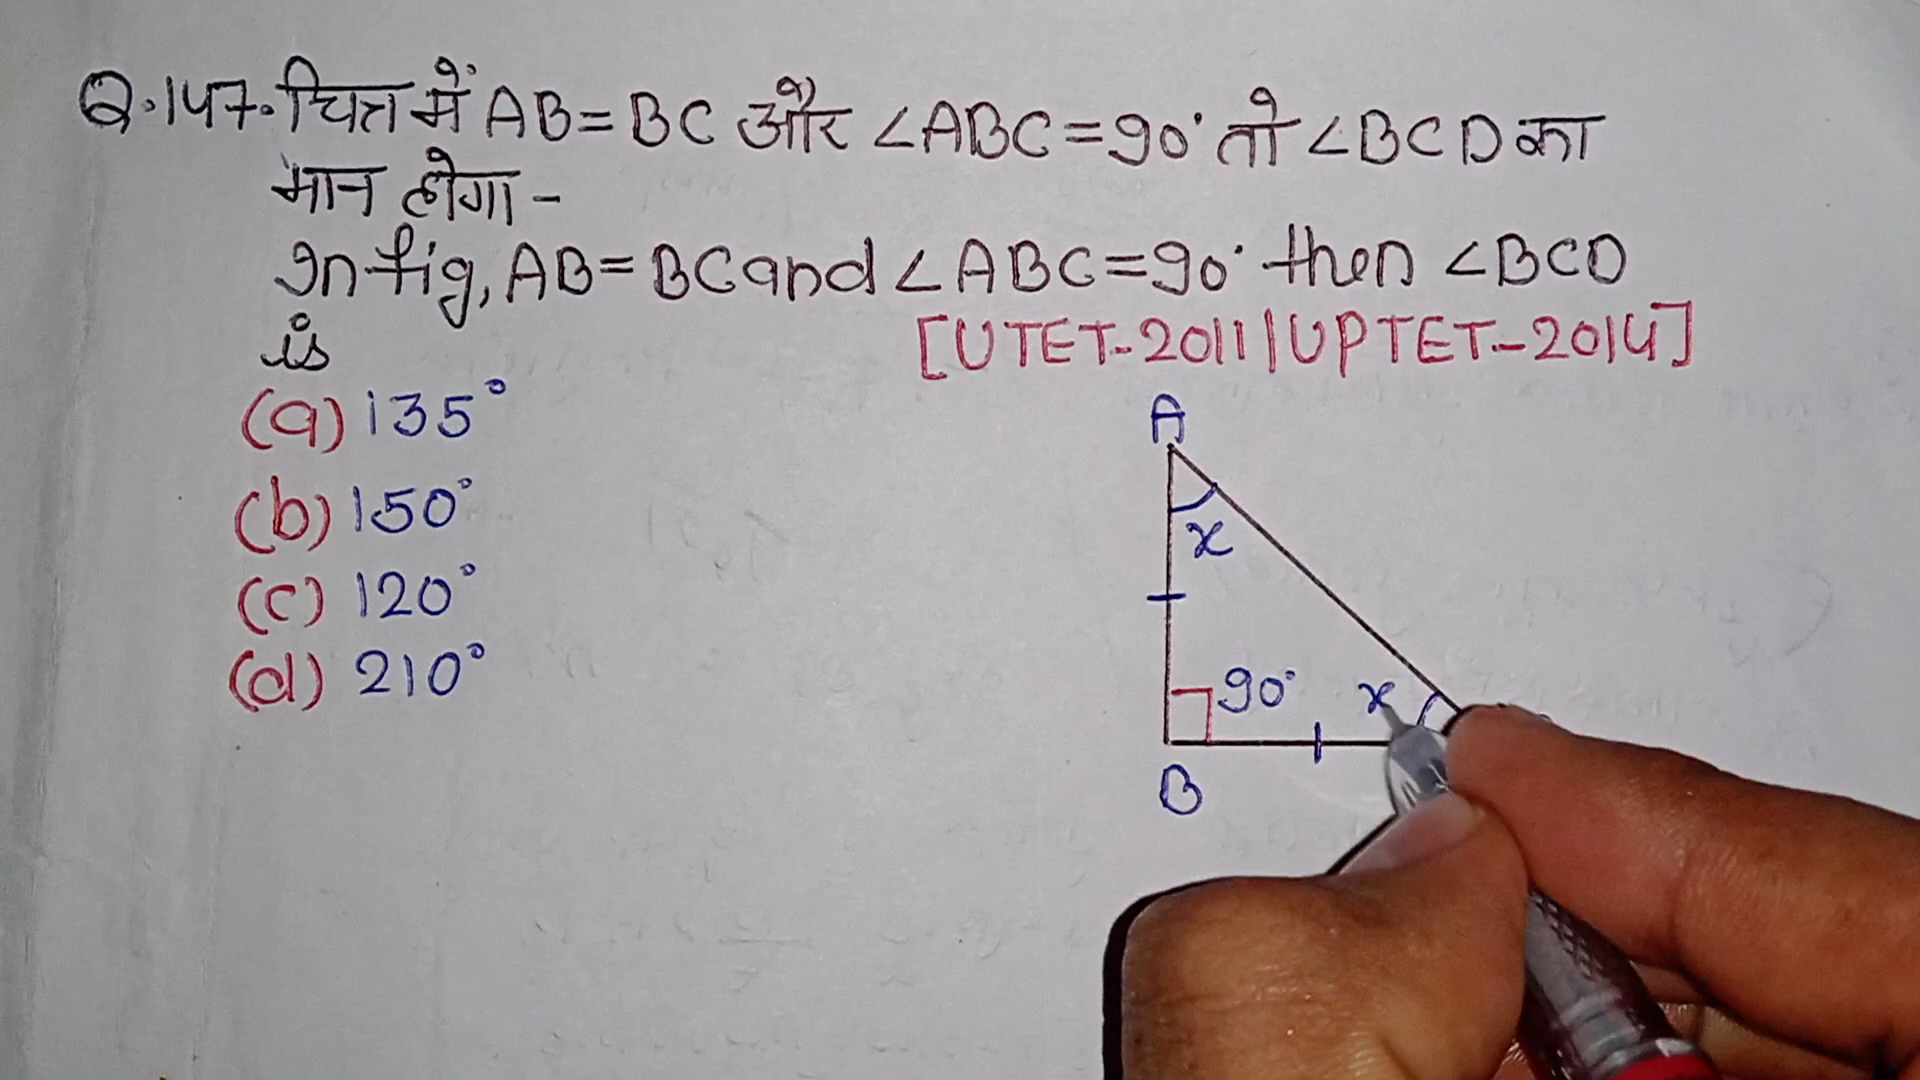 Q.147. चित्र में AB=BC और ∠ABC=90° तो ∠BCD का
मान होगा -
In fig, AB=BC and ∠ABC=90° then ∠BCD
is
[UTET-2011|UPTET-2014]
(a) 135°
(b) 150°
(c) 120°
(d) 210°
A
x
90° x
B